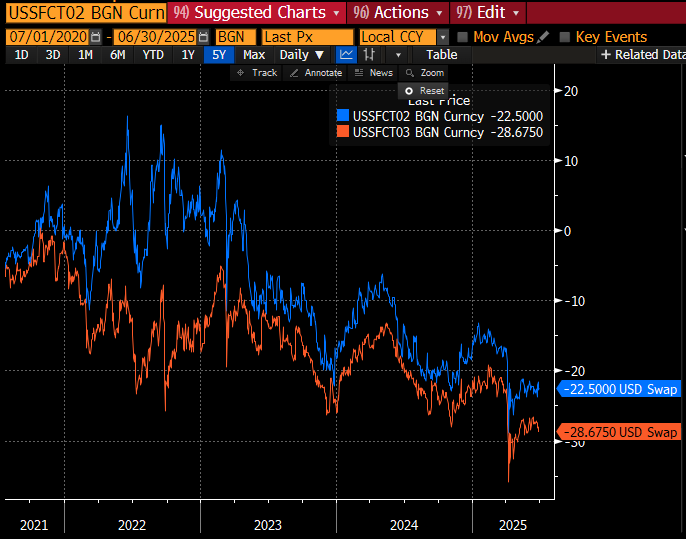 USSFCT02 BGN Curn 94) Suggested Charts 96) Actions 97) Edit
07/01/2020 - 06/30/2025 BGN Last Px Local CCY Mov Avgs Key Events
1D 3D 1M 6M YTD 1Y 5Y Max Daily ▼ Table + Related Data
Track Annotate News Zoom
Reset
Last Price
USSFCT02 BGN Curncy -22.5000
USSFCT03 BGN Curncy -28.6750
20
10
0
-10
-20
-22.5000 USD Swap
-28.6750 USD Swap
-30
2021 2022 2023 2024 2025